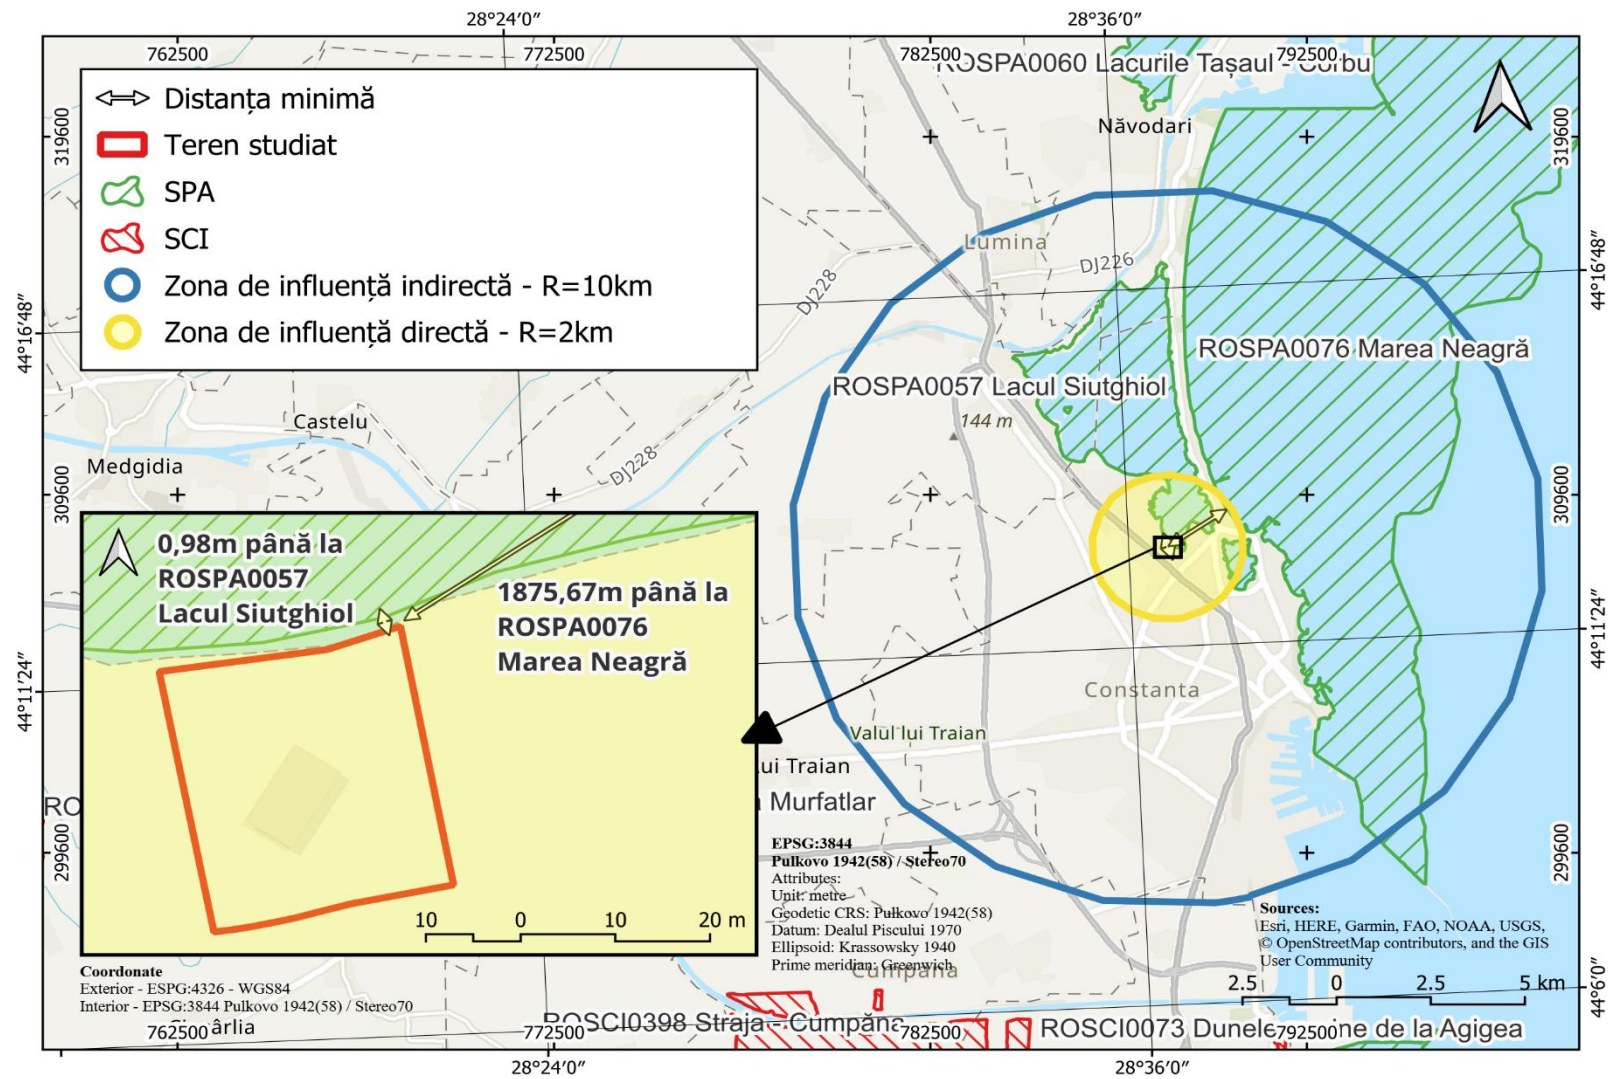 28°24′0″
28°36′0″
762500
772500
782500
792500
ROSPA0060 Lacurile Tașaul - Corbu
Distanța minimă
Teren studiat
SPA
SCI
Zona de influență indirectă - R=10km
Zona de influență directă - R=2km
319600
319600
Năvodari
Lumina
DJ226
DJ228
44°16′48″
44°16′48″
ROSPA0076 Marea Neagră
ROSPA0057 Lacul Siutghiol
144 m
Castelu
Medgidia
DJ228
309600
309600
0,98m până la
ROSPA0057
Lacul Siutghiol
1875,67m până la
ROSPA0076
Marea Neagră
44°11′24″
44°11′24″
Constanta
Valul lui Traian
lui Traian
Murfatlar
RO
299600
299600
10 0 10 20 m
EPSG:3844
Pulkovo 1942(58) / Stereo70
Attributes:
Unit: metre
Geodetic CRS: Pulkovo 1942(58)
Datum: Dealul Piscului 1970
Ellipsoid: Krassowsky 1940
Prime meridian: Greenwich
Cumpăna
Sources:
Esri, HERE, Garmin, FAO, NOAA, USGS,
© OpenStreetMap contributors, and the GIS
User Community
2.5 0 2.5 5 km
44°6′0″
Coordonate
Exterior - ESPG:4326 - WGS84
Interior - EPSG:3844 Pulkovo 1942(58) / Stereo70
ROSCI0398 Straja - Cumpăna
ROSCI0073 Dunele ine de la Agigea
762500
772500
782500
792500
28°24′0″
28°36′0″